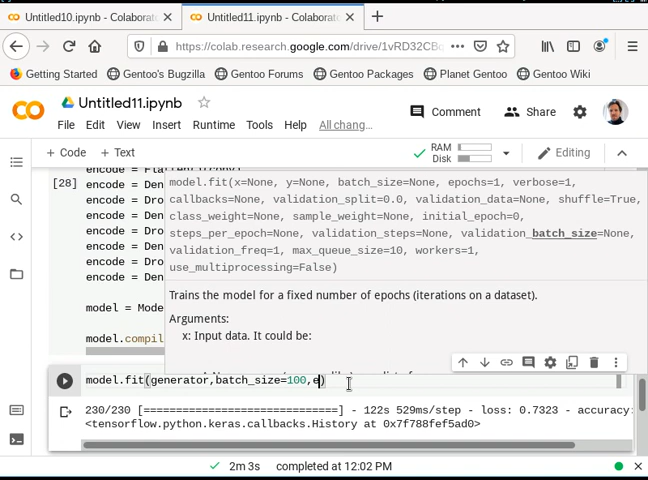 Untitled10.ipynb - Colaborat
Untitled11.ipynb - Colaborat
https://colab.research.google.com/drive/1vRD32CBc
Getting Started
Gentoo's Bugzilla
Gentoo Forums
Gentoo Packages
Planet Gentoo
Gentoo Wiki
Untitled11.ipynb
Comment
Share
File Edit View Insert Runtime Tools Help All chang...
+ Code + Text
RAM
Disk
Editing
[28]
encode = Den
encode = Dro
encode = Den
encode = Dro
encode = Den
encode = Dro
encode = Den
model = Mode
model.compil
model.fit(x=None, y=None, batch_size=None, epochs=1, verbose=1,
callbacks=None, validation_split=0.0, validation_data=None, shuffle=True,
class_weight=None, sample_weight=None, initial_epoch=0,
steps_per_epoch=None, validation_steps=None, validation_batch_size=None,
validation_freq=1, max_queue_size=10, workers=1,
use_multiprocessing=False)
Trains the model for a fixed number of epochs (iterations on a dataset).
Arguments:
x: Input data. It could be:
model.fit(generator,batch_size=100,e)
230/230 [==============================] - 122s 529ms/step - loss: 0.7323 - accuracy:
<tensorflow.python.keras.callbacks.History at 0x7f788fef5ad0>
2m 3s completed at 12:02 PM